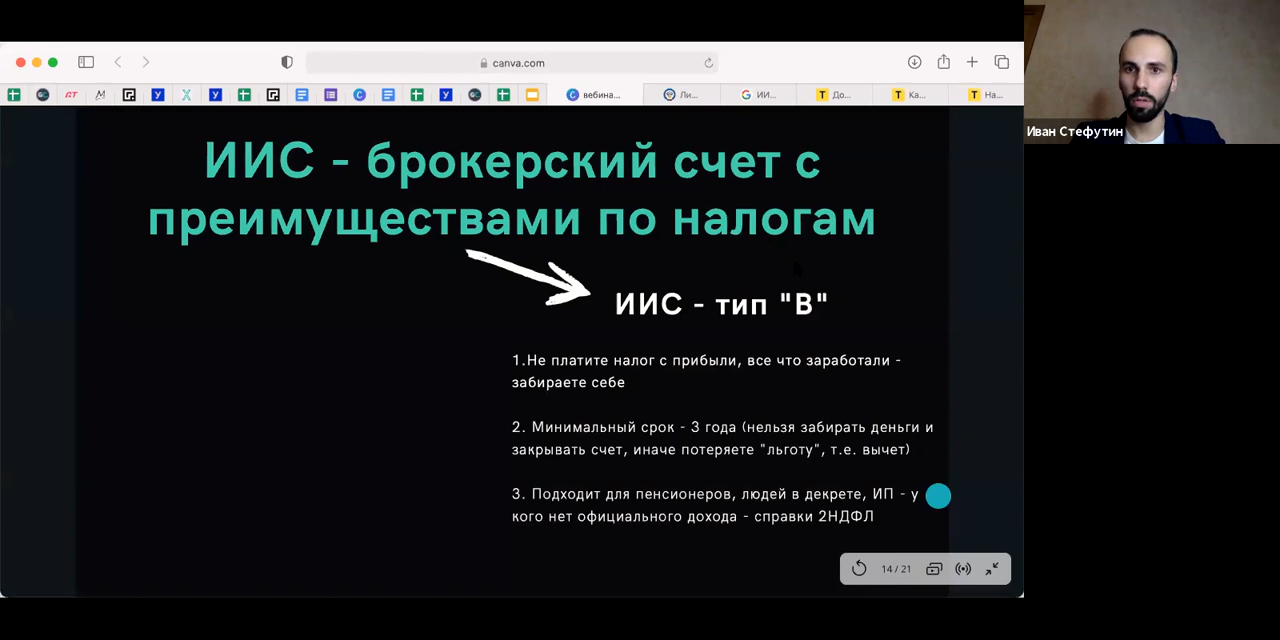 canva.com
вебина...
Ли...
ИИ...
До...
Ка...
На...
Иван Стефутин
ИИС - брокерский счет с
преимуществами по налогам
ИИС - тип "В"
1.Не платите налог с прибыли, все что заработали -
забираете себе
2. Минимальный срок - 3 года (нельзя забирать деньги и
закрывать счет, иначе потеряете "льготу", т.е. вычет)
3. Подходит для пенсионеров, людей в декрете, ИП - у
кого нет официального дохода - справки 2НДФЛ
14 / 21